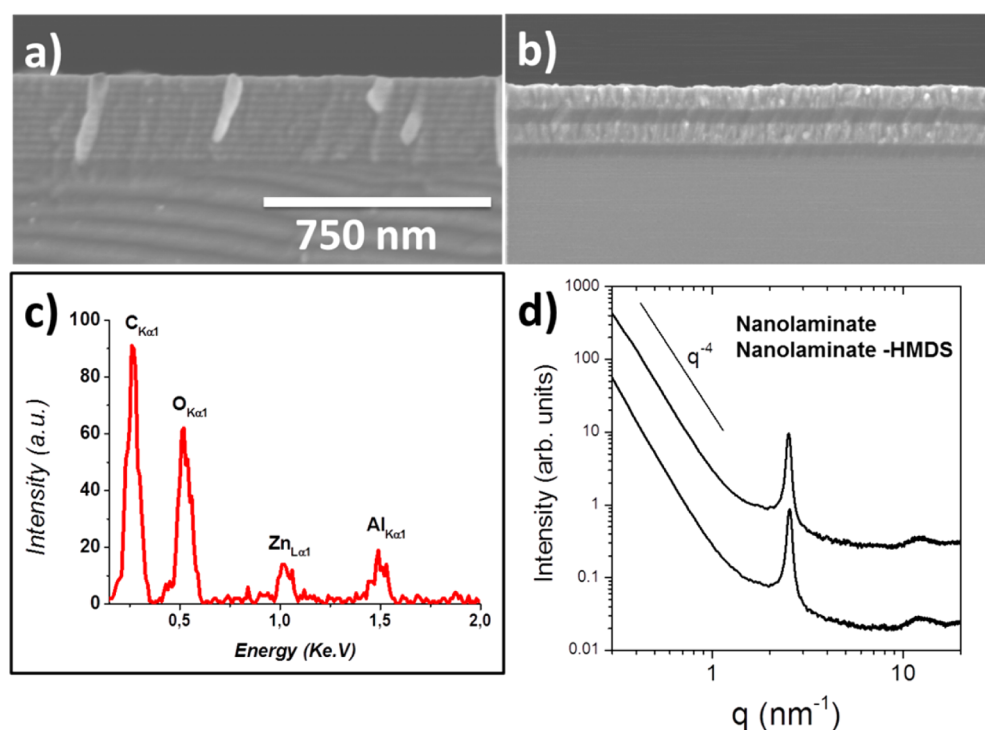 a)
b)
750 nm
c)
100
80
60
40
20
0
Intensity (a.u.)
C Kα1
O Kα1
Zn Lα1
Al Kα1
0,5
1,0
1,5
2,0
Energy (Ke.V)
d)
1000
100
10
1
0.1
0.01
Intensity (arb. units)
Nanolaminate
Nanolaminate -HMDS
q⁻⁴
1
10
q (nm⁻¹)